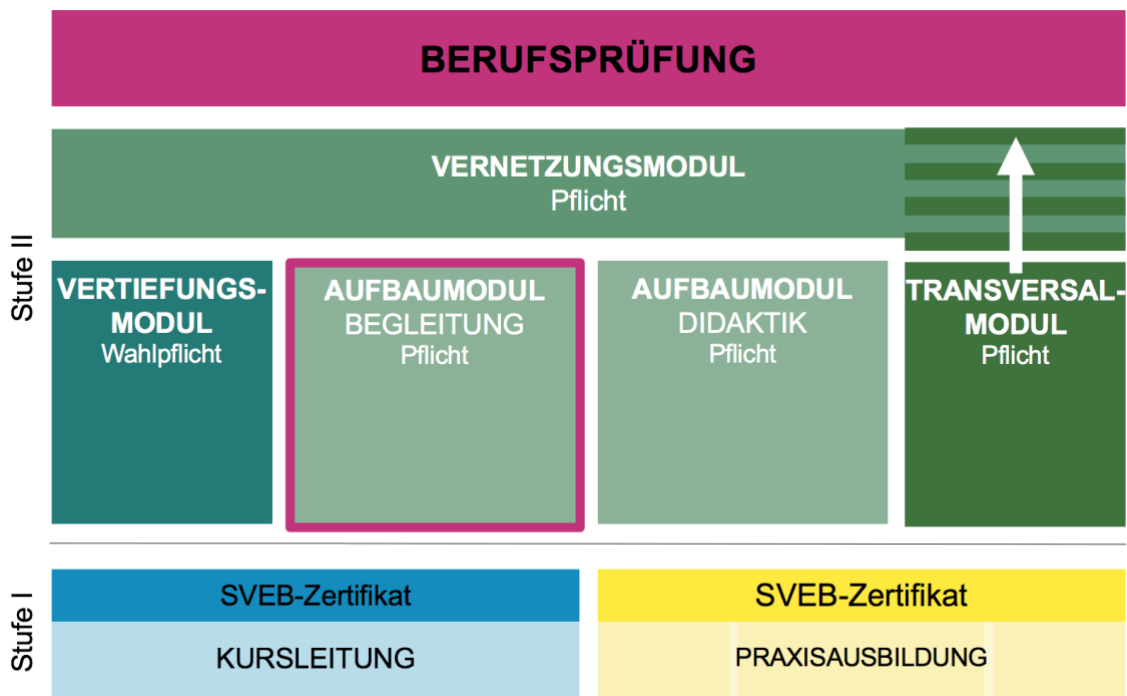 BERUFSPRÜFUNG
VERNETZUNGSMODUL
Pflicht
Stufe II
VERTIEFUNGS-
MODUL
Wahlpflicht
AUFBAUMODUL
BEGLEITUNG
Pflicht
AUFBAUMODUL
DIDAKTIK
Pflicht
TRANSVERSAL-
MODUL
Pflicht
Stufe I
SVEB-Zertifikat
KURSLEITUNG
SVEB-Zertifikat
PRAXISAUSBILDUNG